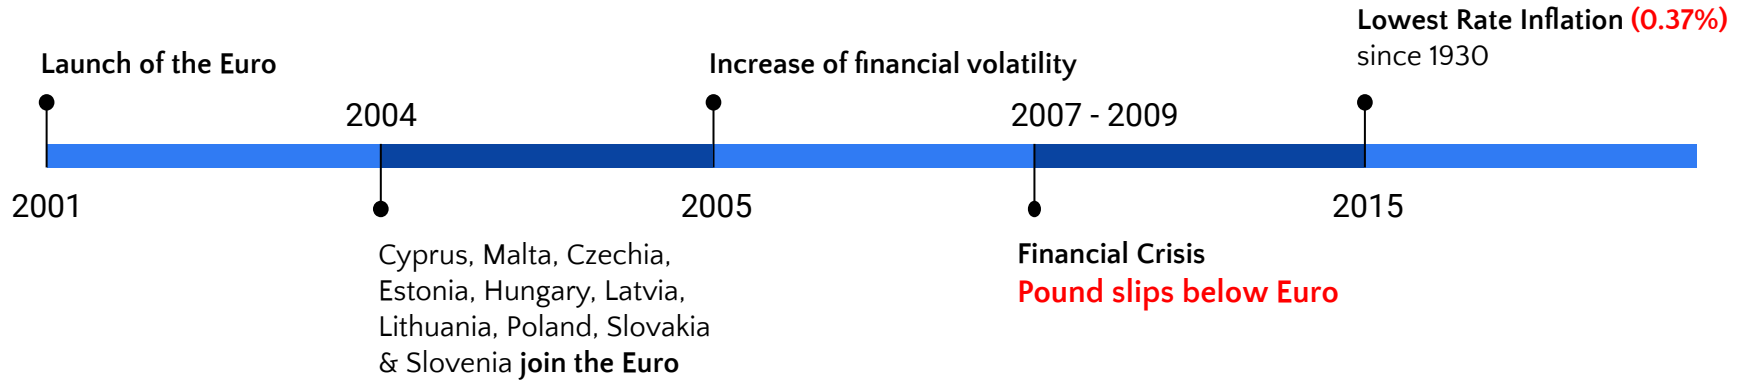 Launch of the Euro
2001
2004
Cyprus, Malta, Czechia,
Estonia, Hungary, Latvia,
Lithuania, Poland, Slovakia
& Slovenia join the Euro
Increase of financial volatility
2005
2007 - 2009
Financial Crisis
Pound slips below Euro
Lowest Rate Inflation (0.37%)
since 1930
2015